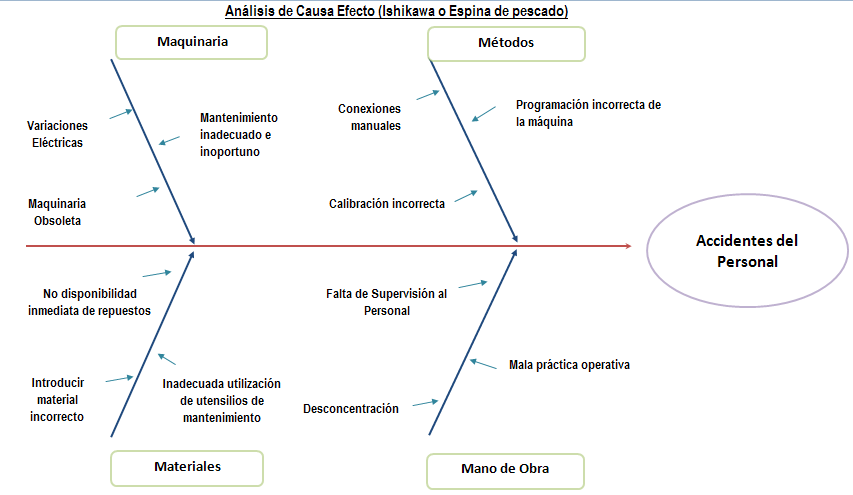 Análisis de Causa Efecto (Ishikawa o Espina de pescado)
Maquinaria
Métodos
Variaciones
Eléctricas
Mantenimiento
inadecuado e
inoportuno
Maquinaria
Obsoleta
Conexiones
manuales
Programación incorrecta de
la máquina
Calibración incorrecta
Accidentes del
Personal
No disponibilidad
inmediata de repuestos
Introducir
material
incorrecto
Inadecuada utilización
de utensilios de
mantenimiento
Falta de Supervisión al
Personal
Mala práctica operativa
Desconcentración
Materiales
Mano de Obra